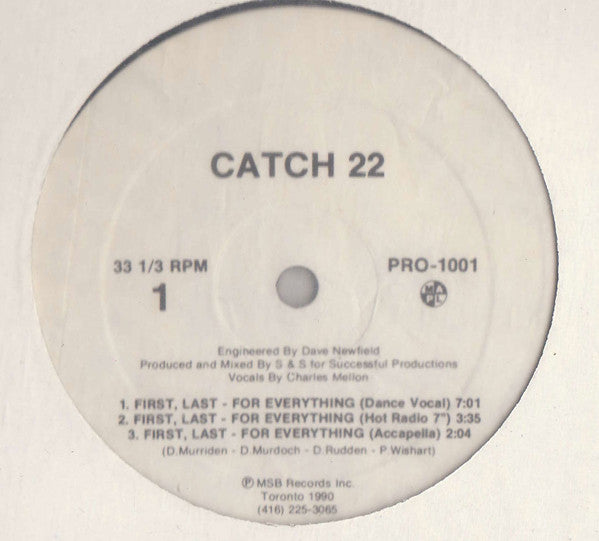 CATCH 22
33 1/3 RPM PRO-1001
1 M A P L
Engineered By Dave Newfield
Produced and Mixed By S & S for Successful Productions
Vocals By Charles Mellon
1. FIRST, LAST - FOR EVERYTHING (Dance Vocal) 7:01
2. FIRST, LAST - FOR EVERYTHING (Hot Radio 7") 3:35
3. FIRST, LAST - FOR EVERYTHING (Accapella) 2:04
(D.Murriden - D.Murdoch - D.Rudden - P.Wishart)
℗ MSB Records Inc.
Toronto 1990
(416) 225-3065